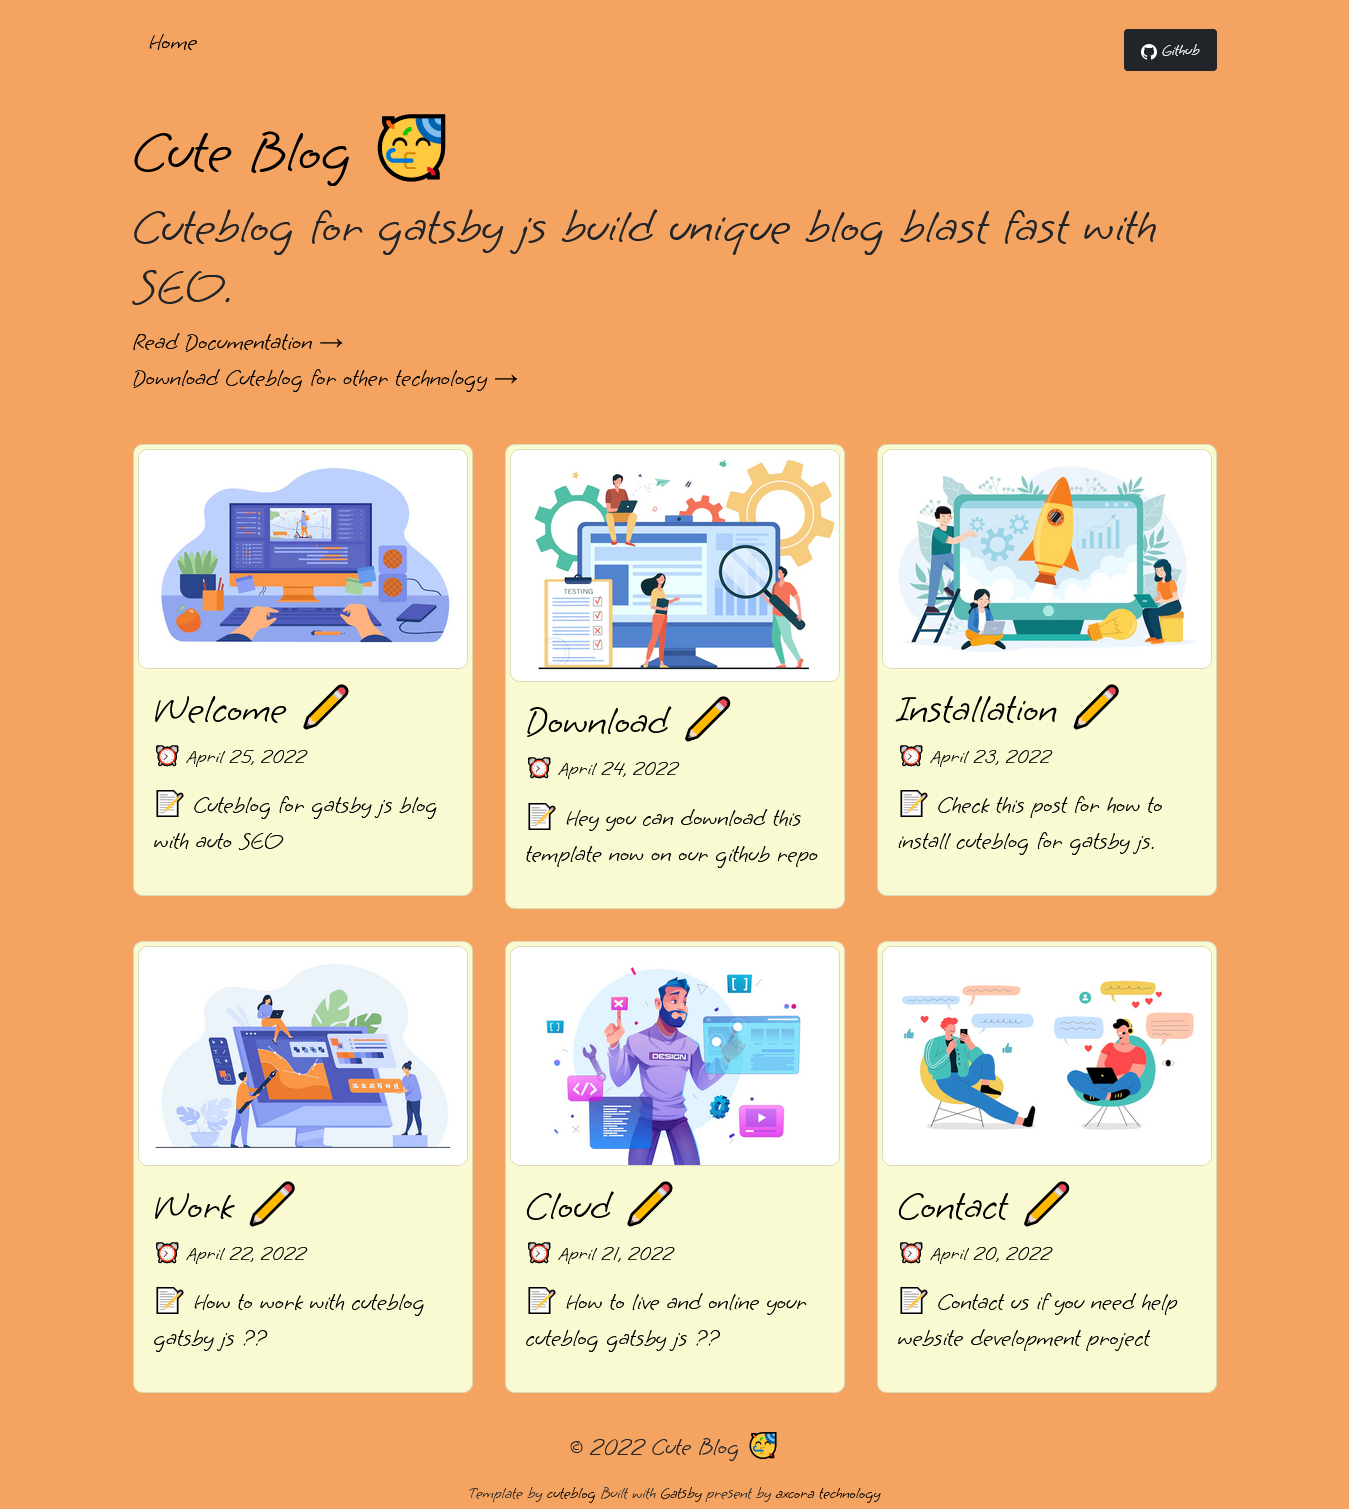 Home
Github
Cute Blog 🥳
Cuteblog for gatsby js build unique blog blast fast with
SEO.
Read Documentation →
Download Cuteblog for other technology →
TESTING
Welcome ✏️
⏰ April 25, 2022
📝 Cuteblog for gatsby js blog
with auto SEO
Download ✏️
⏰ April 24, 2022
📝 Hey you can download this
template now on our github repo
Installation ✏️
⏰ April 23, 2022
📝 Check this post for how to
install cuteblog for gatsby js.
DESIGN
Work ✏️
⏰ April 22, 2022
📝 How to work with cuteblog
gatsby js ??
Cloud ✏️
⏰ April 21, 2022
📝 How to live and online your
cuteblog gatsby js ??
Contact ✏️
⏰ April 20, 2022
📝 Contact us if you need help
website development project
© 2022 Cute Blog 🥳
Template by cuteblog Built with Gatsby present by axcora technology